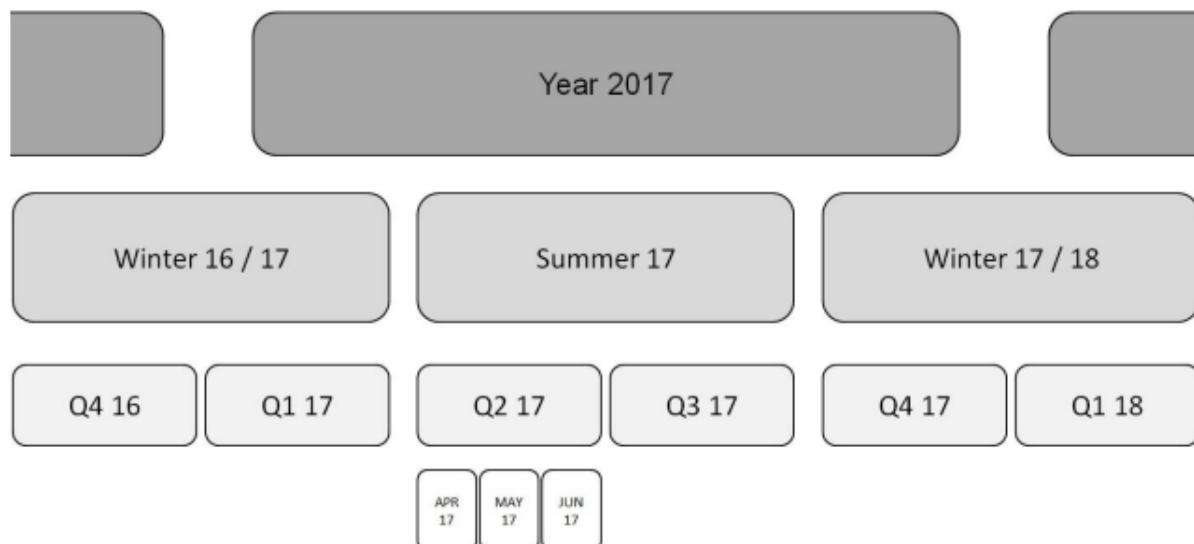 Year 2017
Winter 16 / 17
Summer 17
Winter 17 / 18
Q4 16
Q1 17
Q2 17
Q3 17
Q4 17
Q1 18
APR
17
MAY
17
JUN
17